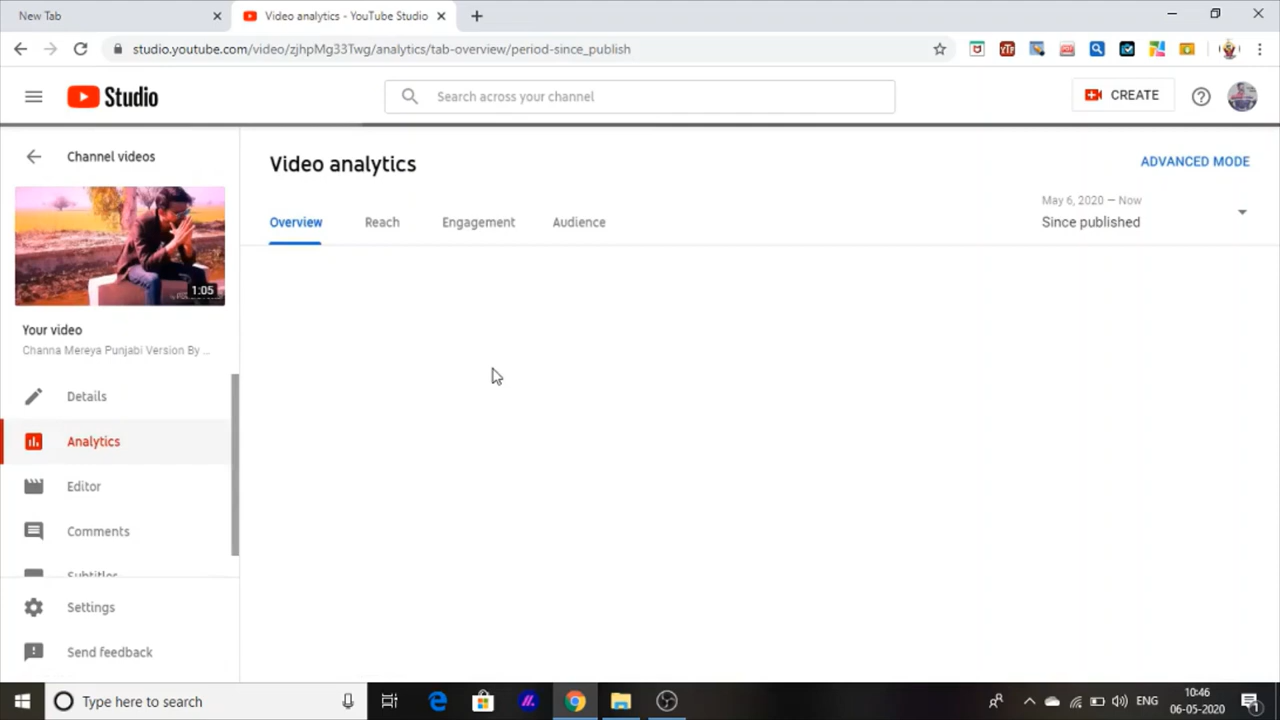 New Tab
Video analytics - YouTube Studio
studio.youtube.com/video/zjhpMg33Twg/analytics/tab-overview/period-since_publish
Studio
Search across your channel
CREATE
Channel videos
Video analytics
ADVANCED MODE
May 6, 2020 – Now
Since published
Overview
Reach
Engagement
Audience
1:05
Your video
Channa Mereya Punjabi Version By ...
Details
Analytics
Editor
Comments
Subtitles
Settings
Send feedback
Type here to search
ENG
10:46
06-05-2020
1